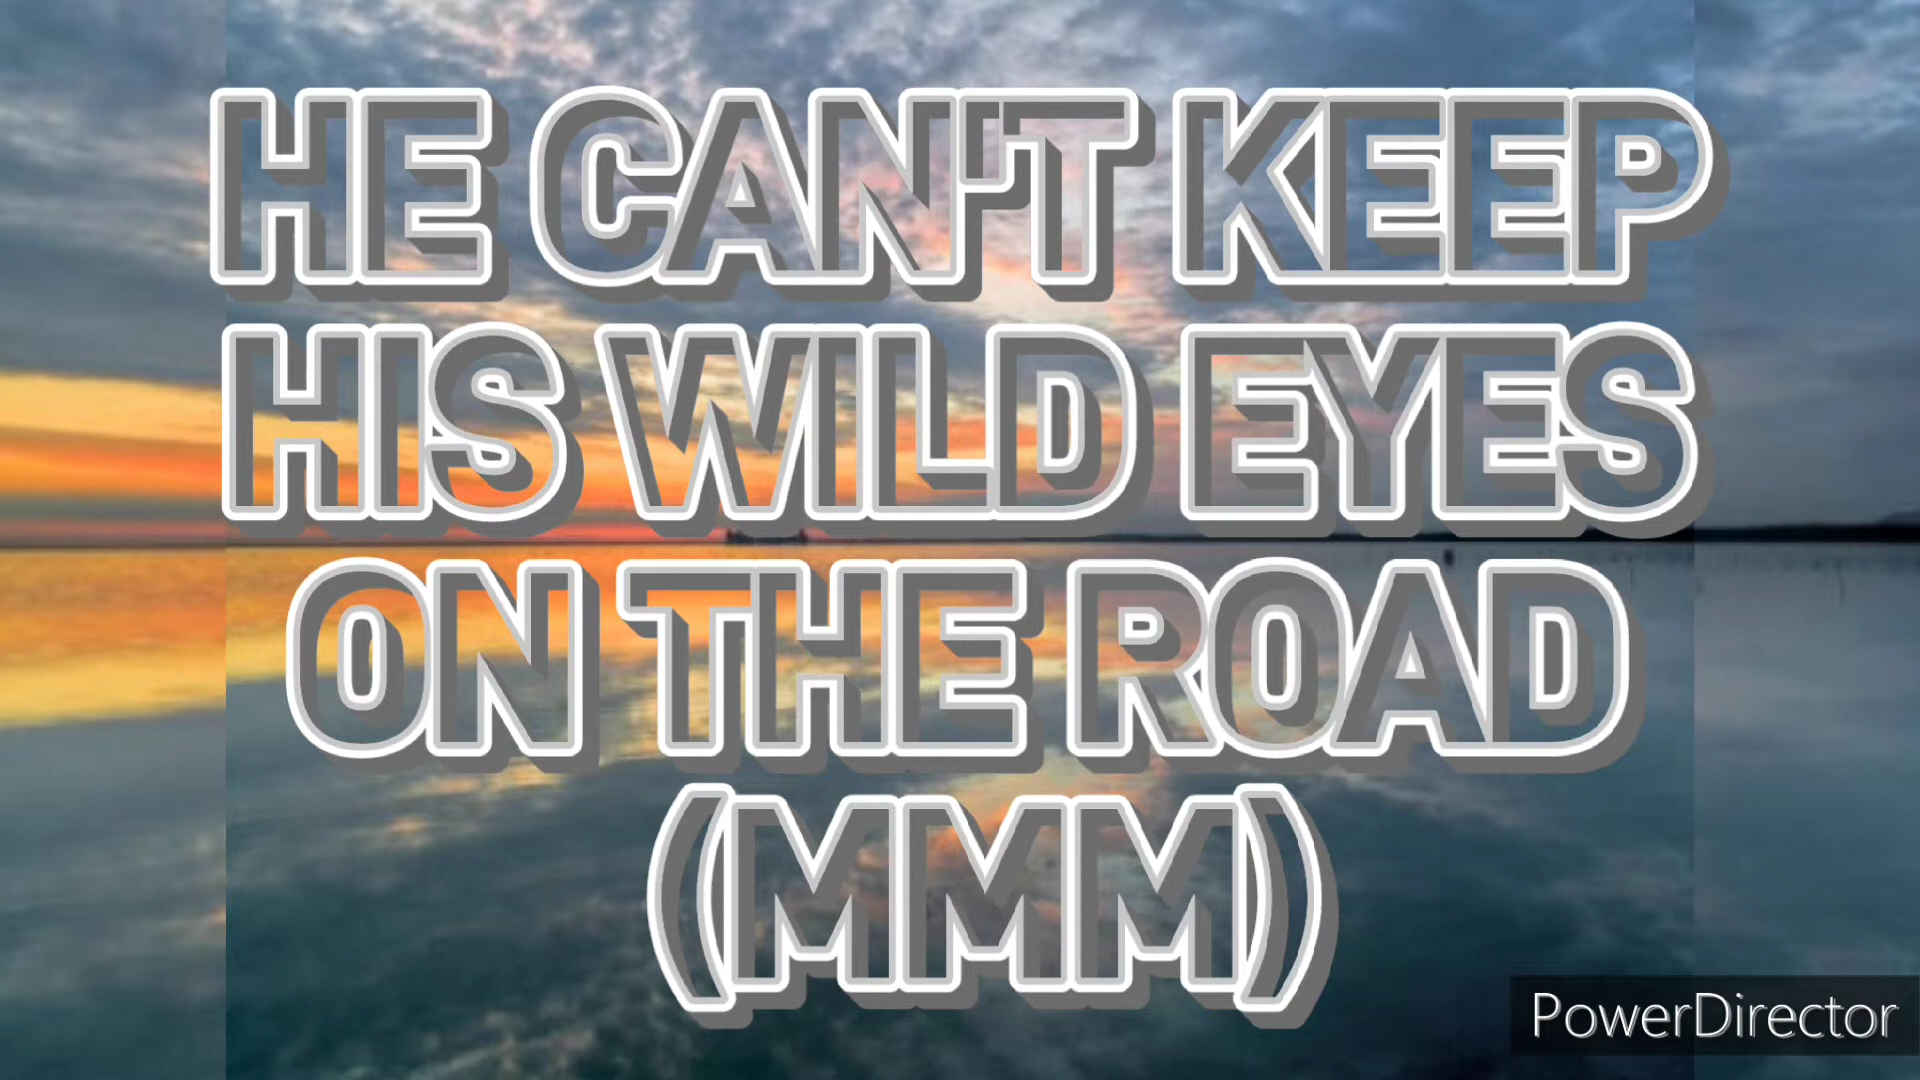 HE CAN'T KEEP
HIS WILD EYES
ON THE ROAD
(MMM)
PowerDirector